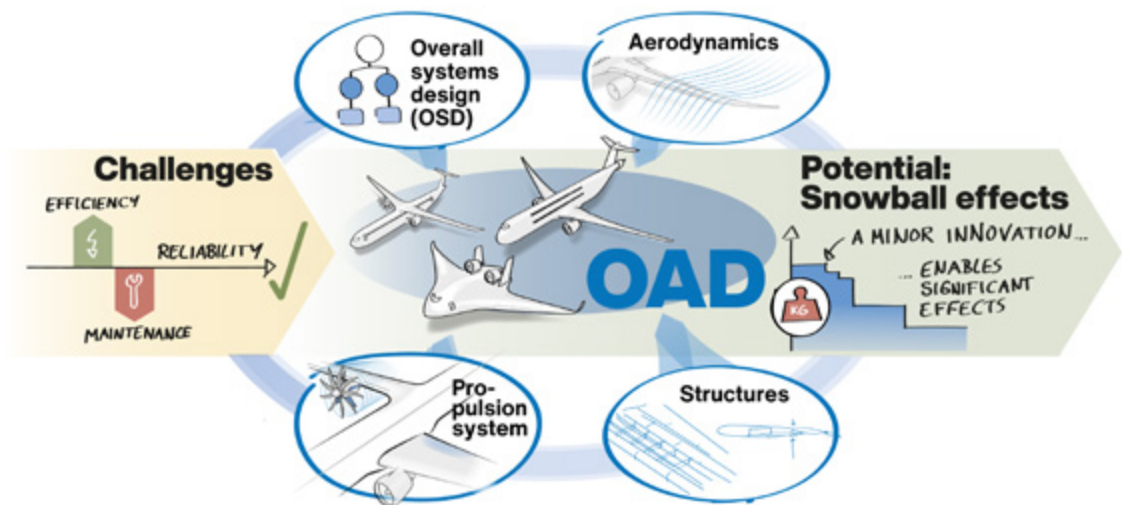 Overall
systems
design
(OSD)
Aerodynamics
Challenges
EFFICIENCY
RELIABILITY
MAINTENANCE
OAD
Potential:
Snowball effects
A MINOR INNOVATION...
... ENABLES
SIGNIFICANT
EFFECTS
KG
Pro-
pulsion
system
Structures